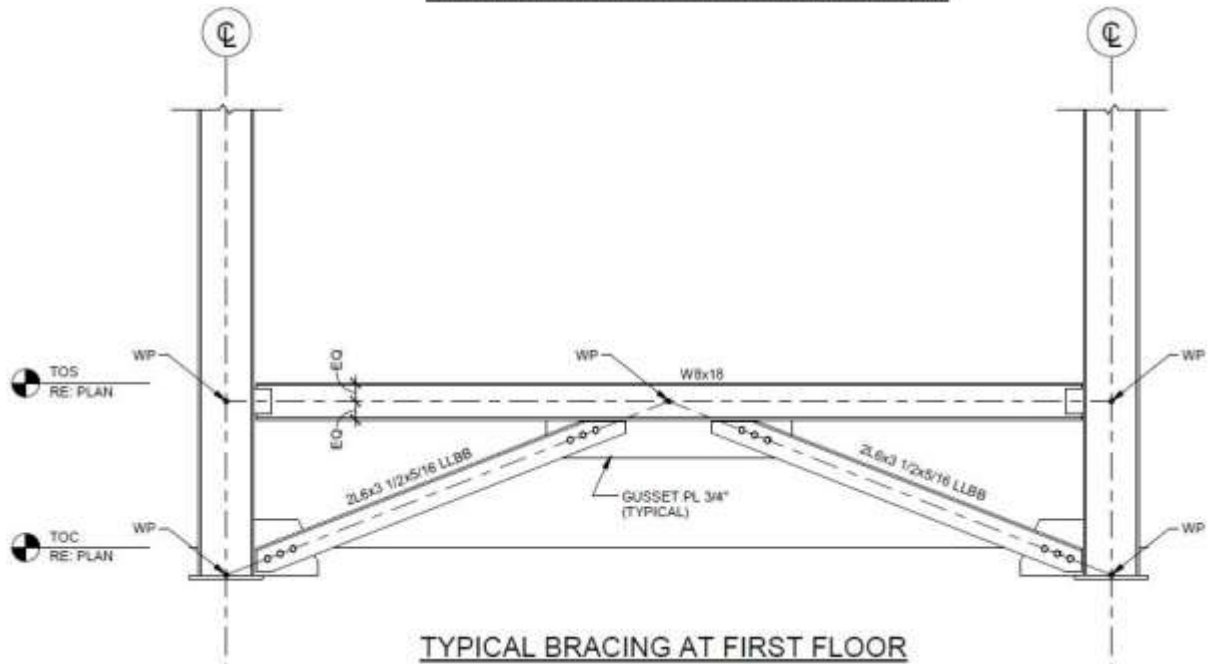 ℄ ℄
WP WP WP
TOS
RE: PLAN
EQ
W8x18
EQ
2L6x3 1/2x5/16 LLBB 2L6x3 1/2x5/16 LLBB
GUSSET PL 3/4"
(TYPICAL)
WP WP
TOC
RE: PLAN
TYPICAL BRACING AT FIRST FLOOR